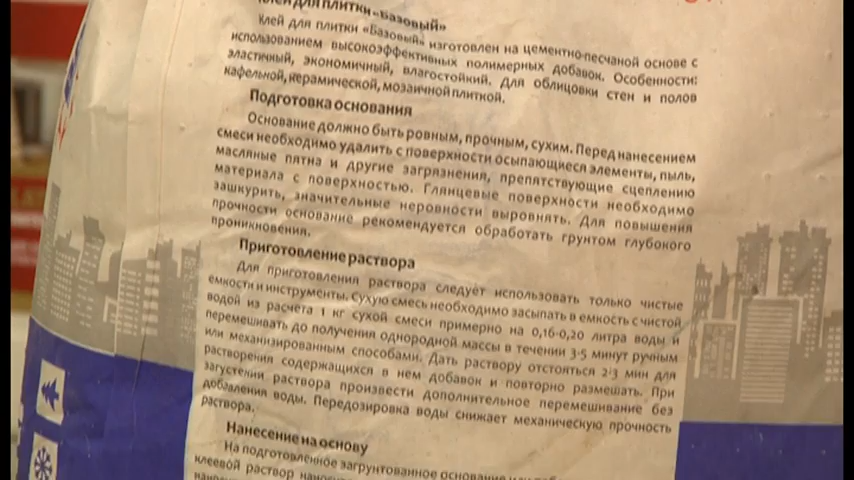 Клей для плитки «Базовый»
Клей для плитки «Базовый» изготовлен на цементно-песчаной основе с
использованием высокоэффективных полимерных добавок. Особенности:
эластичный, экономичный, влагостойкий. Для облицовки стен и полов
кафельной, керамической, мозаичной плиткой.
Подготовка основания
Основание должно быть ровным, прочным, сухим. Перед нанесением
смеси необходимо удалить с поверхности осыпающиеся элементы, пыль,
масляные пятна и другие загрязнения, препятствующие сцеплению
материала с поверхностью. Глянцевые поверхности необходимо
зашкурить, значительные неровности выровнять. Для повышения
прочности основание рекомендуется обработать грунтом глубокого
проникновения.
Приготовление раствора
Для приготовления раствора следует использовать только чистые
емкости и инструменты. Сухую смесь необходимо засыпать в емкость с чистой
водой из расчета 1 кг сухой смеси примерно на 0,16-0,20 литра воды и
перемешивать до получения однородной массы в течении 3-5 минут ручным
или механизированным способами. Дать раствору отстояться 2-3 мин для
растворения содержащихся в нем добавок и повторно размешать. При
загустении раствора произвести дополнительное перемешивание без
добавления воды. Передозировка воды снижает механическую прочность
раствора.
Нанесение на основу
На подготовленное загрунтованное основание
клеевой раствор